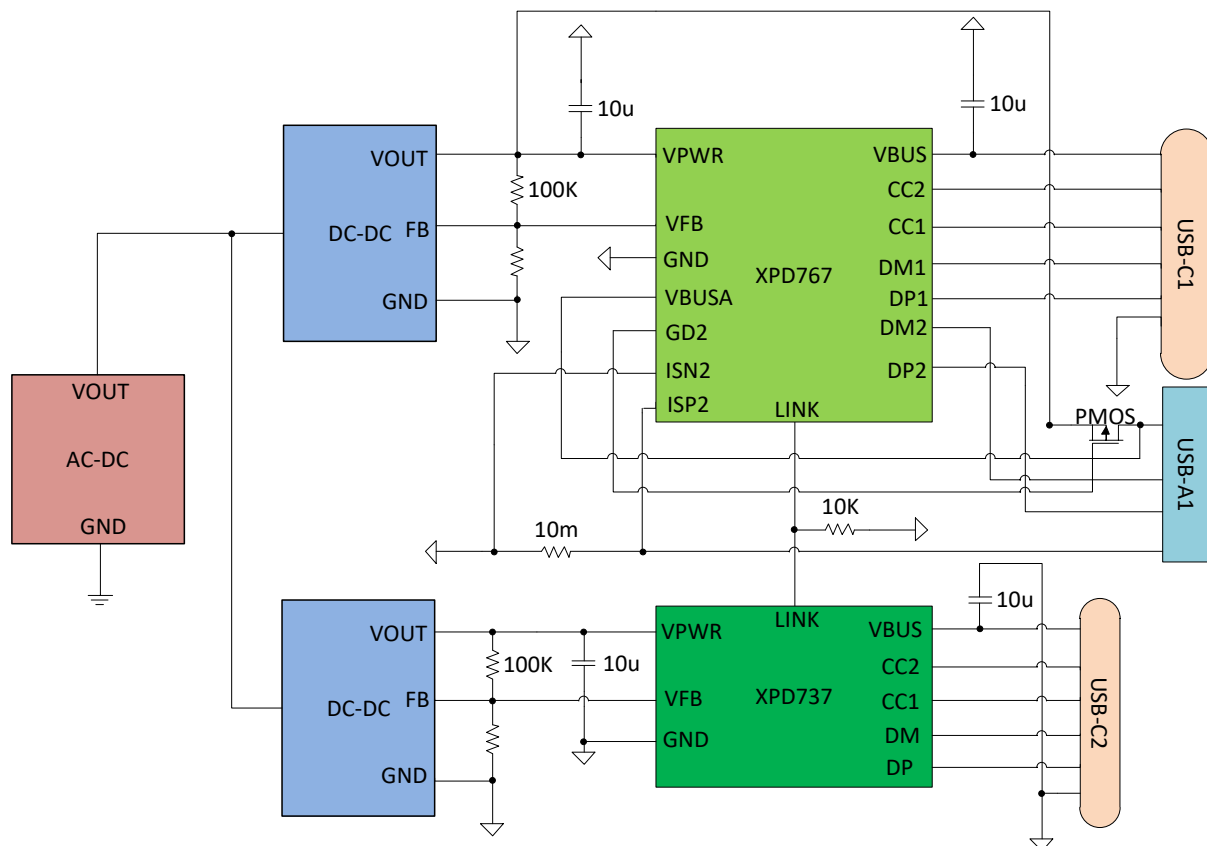 10u
10u
VOUT
100K
FB
DC-DC
GND
VPWR
VFB
GND
VBUSA
GD2
ISN2
ISP2
XPD767
LINK
VBUS
CC2
CC1
DM1
DP1
DM2
DP2
USB-C1
VOUT
AC-DC
GND
PMOS
USB-A1
10m
10K
VOUT
100K
10u
FB
DC-DC
GND
LINK
VPWR
VFB
GND
XPD737
VBUS
CC2
CC1
DM
DP
10u
USB-C2